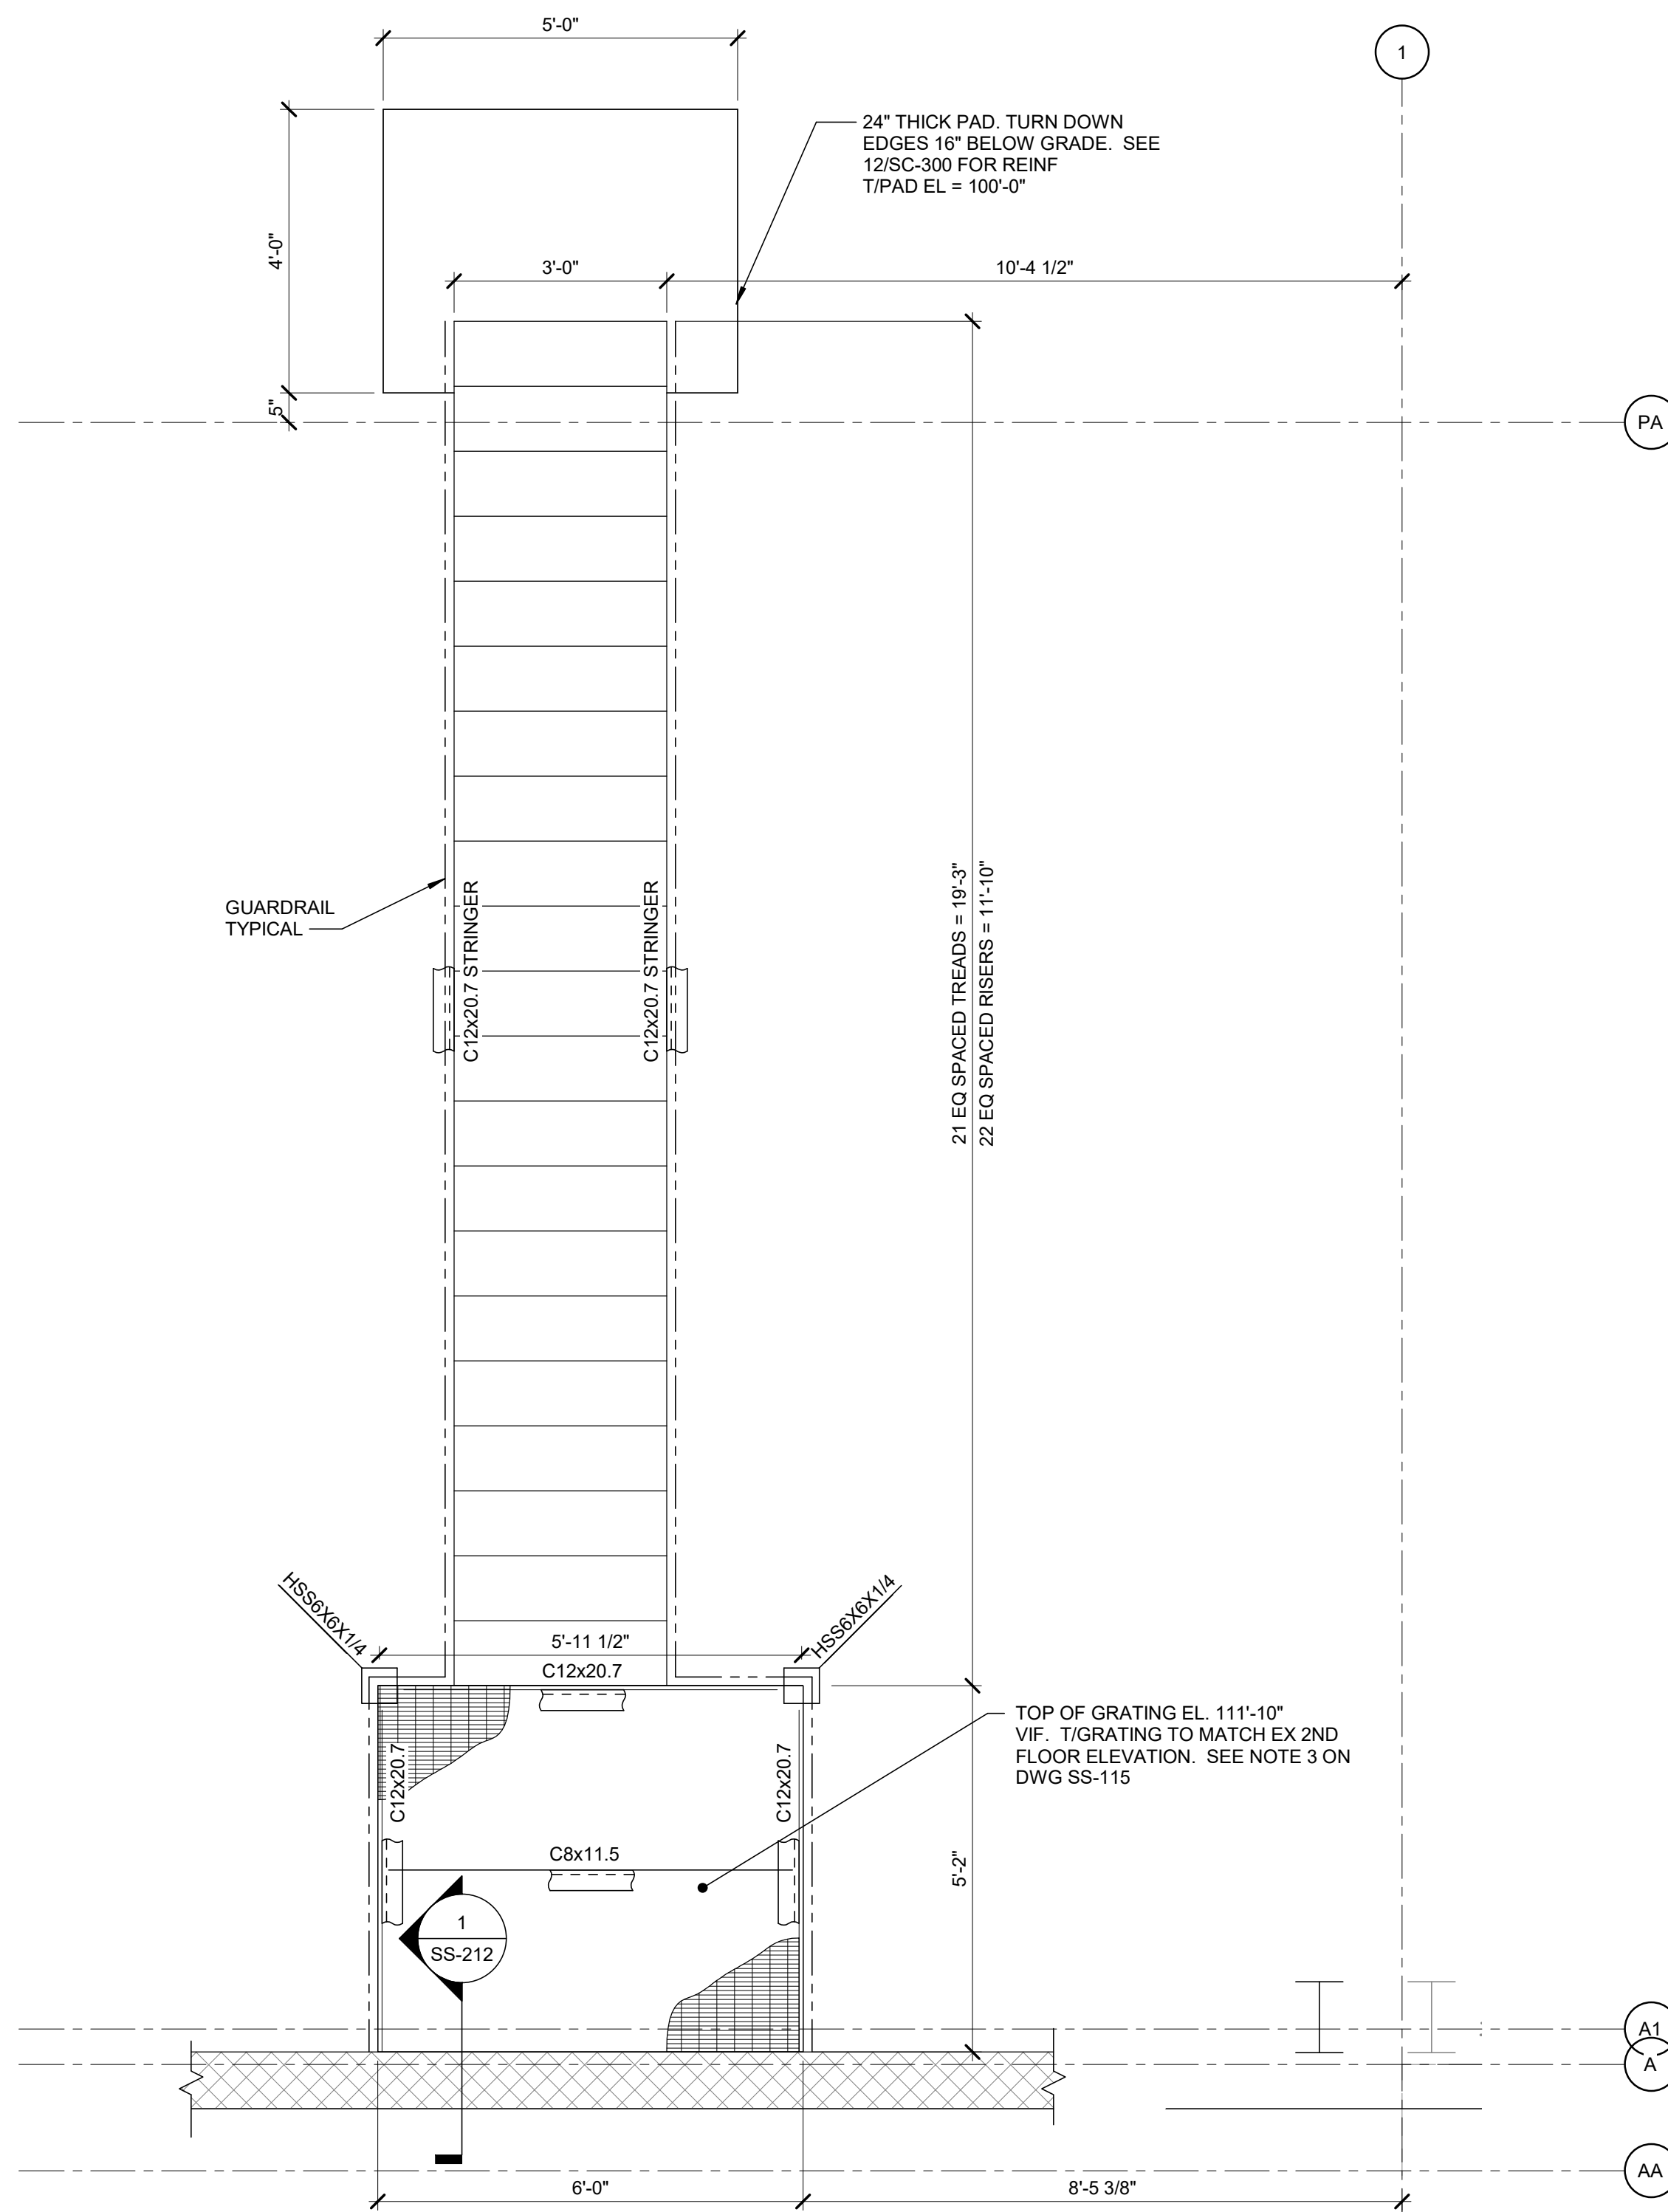 5'-0"
1
24" THICK PAD. TURN DOWN
EDGES 16" BELOW GRADE.  SEE
12/SC-300 FOR REINF
T/PAD EL = 100'-0"
4'-0"
3'-0"
10'-4 1/2"
5"
PA
GUARDRAIL
TYPICAL
C12x20.7 STRINGER
C12x20.7 STRINGER
21 EQ SPACED TREADS = 19'-3"
22 EQ SPACED RISERS = 11'-10"
HSS6X6X1/4
HSS6X6X1/4
5'-11 1/2"
C12x20.7
TOP OF GRATING EL. 111'-10"
VIF.  T/GRATING TO MATCH EX 2ND
FLOOR ELEVATION.  SEE NOTE 3 ON
DWG SS-115
C12x20.7
C12x20.7
C8x11.5
5'-2"
1
SS-212
A1
A
AA
6'-0"
8'-5 3/8"